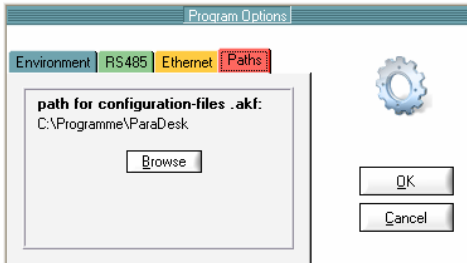 Program Options
Environment RS485 Ethernet Paths
path for configuration-files .akf:
C:\Programme\ParaDesk
Browse
OK
Cancel